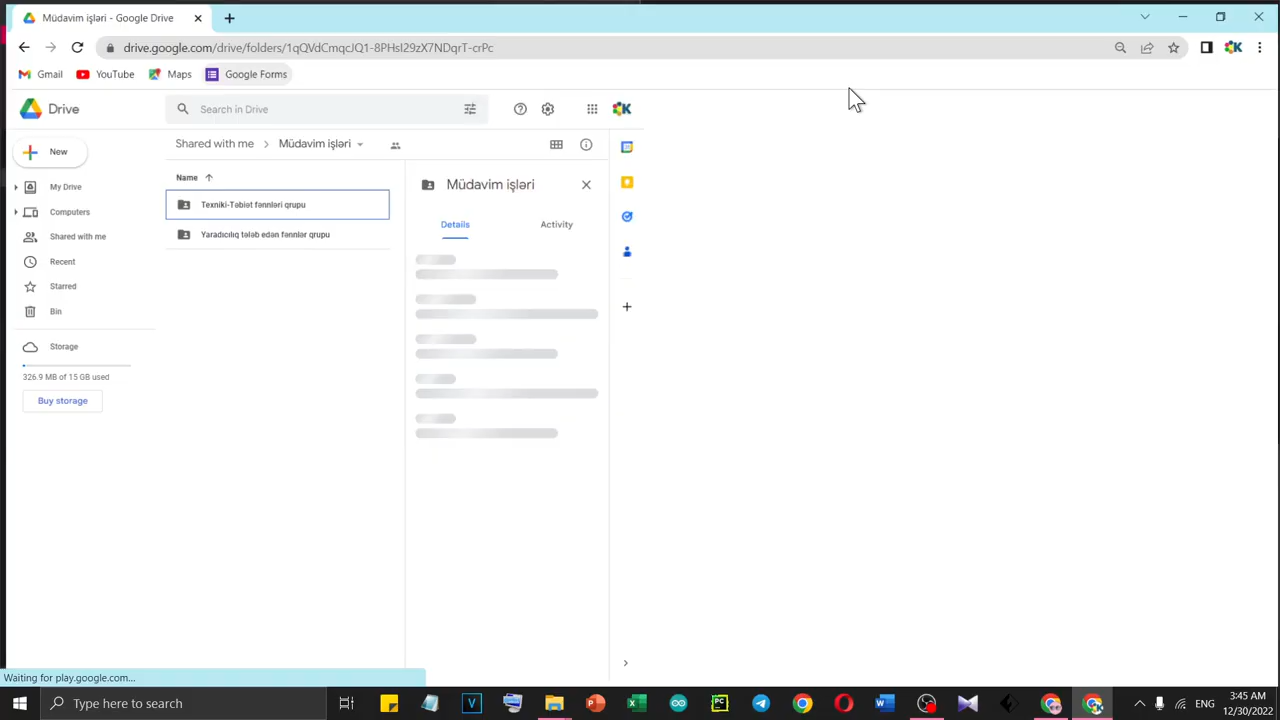 Müdavim işləri - Google Drive
drive.google.com/drive/folders/1qQVdCmqcJQ1-8PHsI29zX7NDqrT-crPc
Gmail
YouTube
Maps
Google Forms
Drive
Search in Drive
New
Shared with me
Müdavim işləri
My Drive
Computers
Shared with me
Recent
Starred
Bin
Storage
326.9 MB of 15 GB used
Buy storage
Name
Texniki-Təbiət fənnləri qrupu
Yaradıcılıq tələb edən fənnlər qrupu
Müdavim işləri
Details
Activity
Waiting for play.google.com...
Type here to search
ENG
3:45 AM
12/30/2022